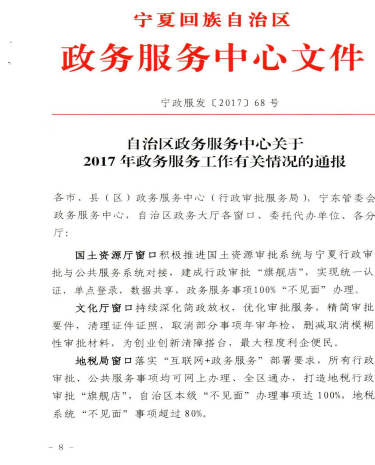 宁夏回族自治区
政务服务中心文件
宁政服发〔2017〕68号
自治区政务服务中心关于
2017年政务服务工作有关情况的通报
各市、县（区）政务服务中心（行政审批服务局），宁东管委会
政务服务中心，自治区政务大厅各窗口、委托代办单位、各分
厅：
国土资源厅窗口积极推进国土资源审批系统与宁夏行政审
批与公共服务系统对接，建成行政审批“旗舰店”，实现统一认
证，单点登录，数据共享，政务服务事项100%“不见面”办理。
文化厅窗口持续深化简政放权，优化审批服务，精简审批
要件，清理证件证照，取消部分事项年审年检，删减取消模糊
性审批材料，为创业创新清障搭台，最大程度利企便民。
地税局窗口落实“互联网+政务服务”部署要求，所有行政
审批、公共服务事项均可网上办理、全区通办，打造地税行政
审批“旗舰店”，自治区本级“不见面”办理事项达100%，地税
系统“不见面”事项超过80%。
- 8 -